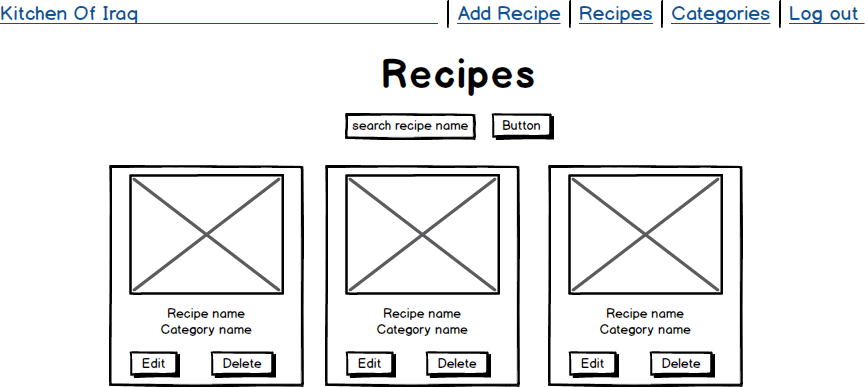 Kitchen Of Iraq Add Recipe Recipes Categories Log out
Recipes
search recipe name Button
Recipe name Recipe name Recipe name
Category name Category name Category name
Edit Delete Edit Delete Edit Delete